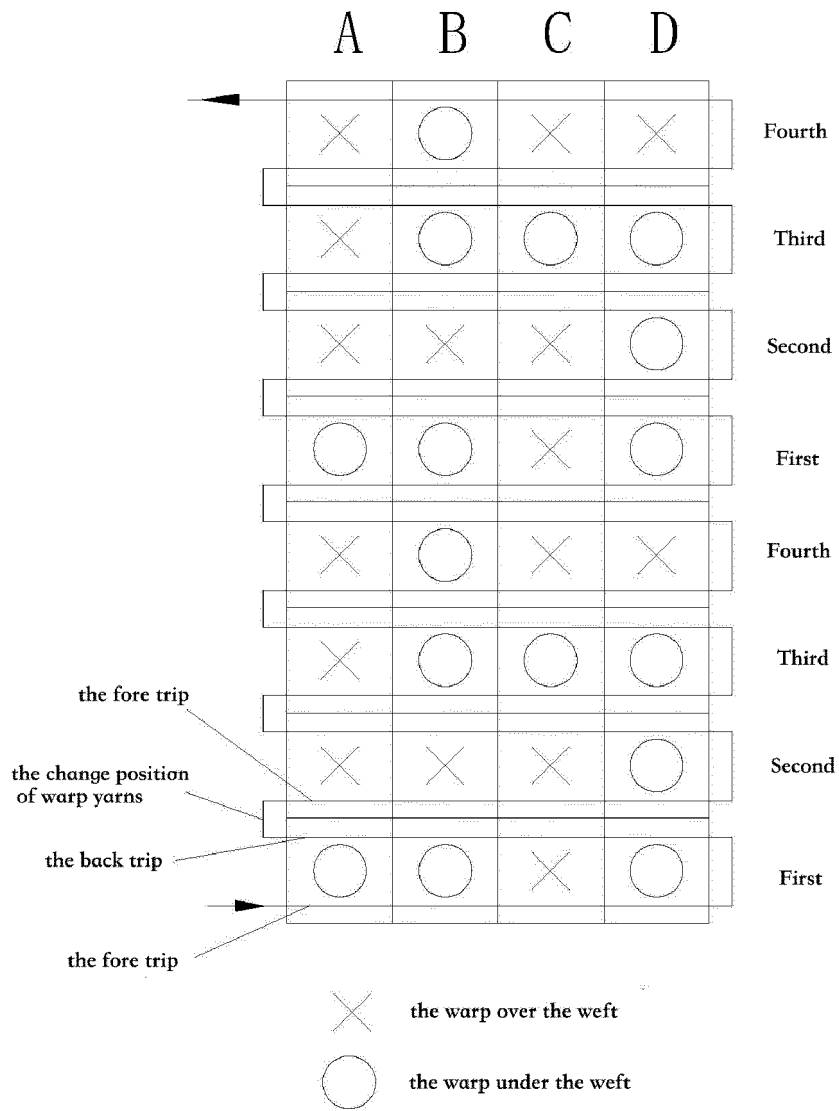 A B C D
Fourth
Third
Second
First
Fourth
Third
the fore trip
Second
the change position
of warp yarns
the back trip
First
the fore trip
the warp over the weft
the warp under the weft